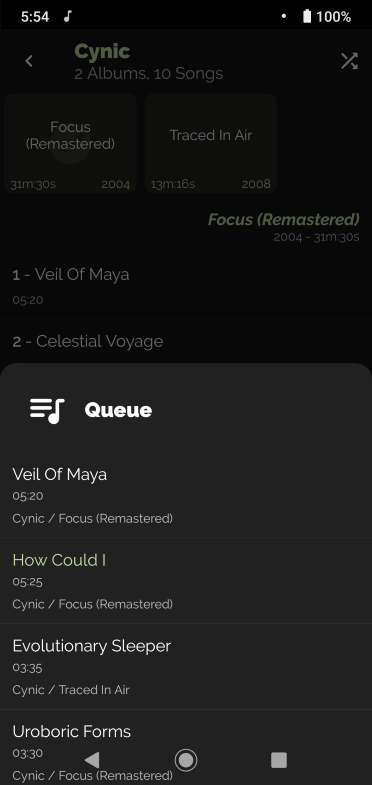 5:54
100%
Cynic
2 Albums, 10 Songs
Focus
(Remastered)
31m:30s
2004
Traced In Air
13m:16s
2008
Focus (Remastered)
2004 - 31m:30s
1 - Veil Of Maya
05:20
2 - Celestial Voyage
Queue
Veil Of Maya
05:20
Cynic / Focus (Remastered)
How Could I
05:25
Cynic / Focus (Remastered)
Evolutionary Sleeper
03:35
Cynic / Traced In Air
Uroboric Forms
03:30
Cynic / Focus (Remastered)